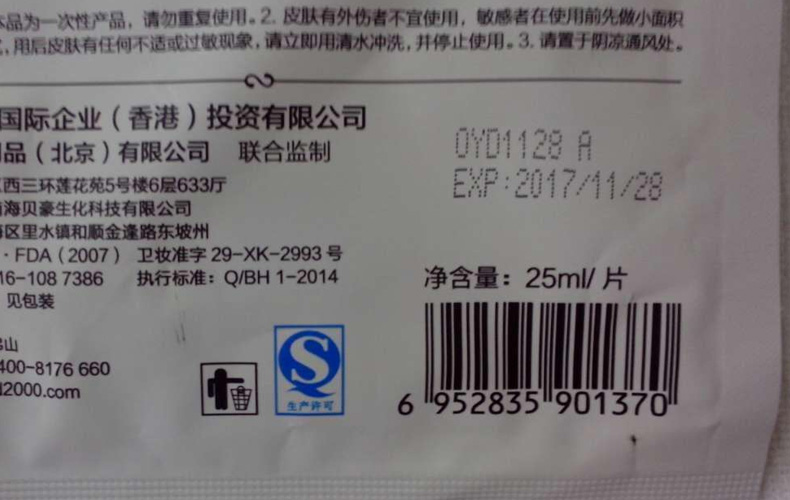 本品为一次性产品，请勿重复使用。2. 皮肤有外伤者不宜使用，敏感者在使用前先做小面积
，用后皮肤有任何不适或过敏现象，请立即用清水冲洗，并停止使用。3. 请置于阴凉通风处。
国际企业（香港）投资有限公司
品（北京）有限公司 联合监制
西三环莲花苑5号楼6层633厅
海贝豪生化科技有限公司
区里水镇和顺金逢路东坡州
·FDA（2007）卫妆准字 29-XK-2993 号
16-108 7386 执行标准：Q/BH 1-2014
见包装
山
400-8176 660
2000.com
OYD1128 A
EXP:2017/11/28
净含量：25ml/ 片
生产许可
6 952835 901370